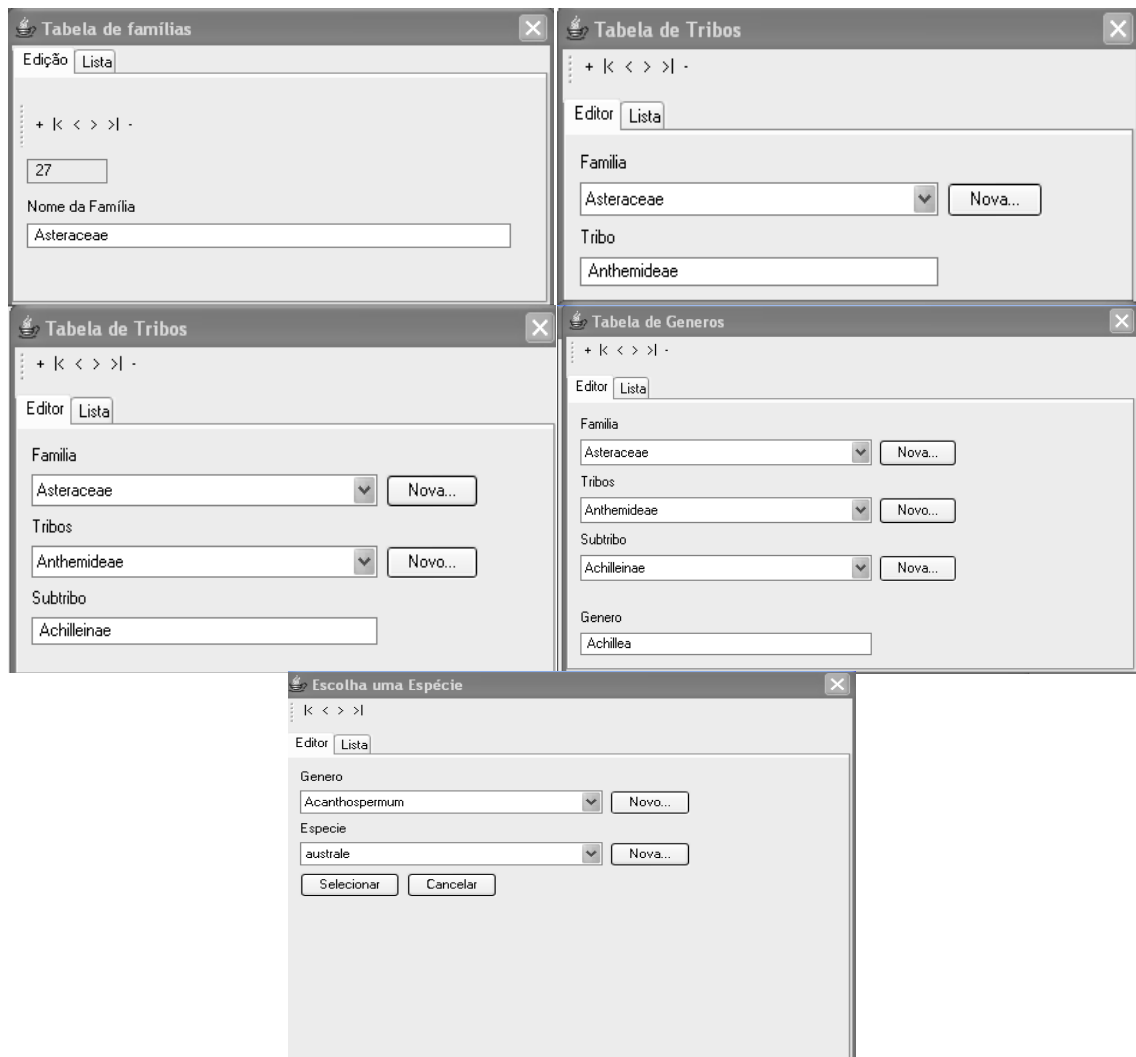 Tabela de famílias
Edição Lista
+ |< < > >| -
27
Nome da Família
Asteraceae
Tabela de Tribos
+ |< < > >| -
Editor Lista
Familia
Asteraceae Nova...
Tribo
Anthemideae
Tabela de Tribos
+ |< < > >| -
Editor Lista
Familia
Asteraceae Nova...
Tribos
Anthemideae Novo...
Subtribo
Achilleinae
Tabela de Generos
+ |< < > >| -
Editor Lista
Familia
Asteraceae Nova...
Tribos
Anthemideae Novo...
Subtribo
Achilleinae Nova...
Genero
Achillea
Escolha uma Espécie
|< < > >|
Editor Lista
Genero
Acanthospermum Novo...
Especie
australe Nova...
Selecionar Cancelar